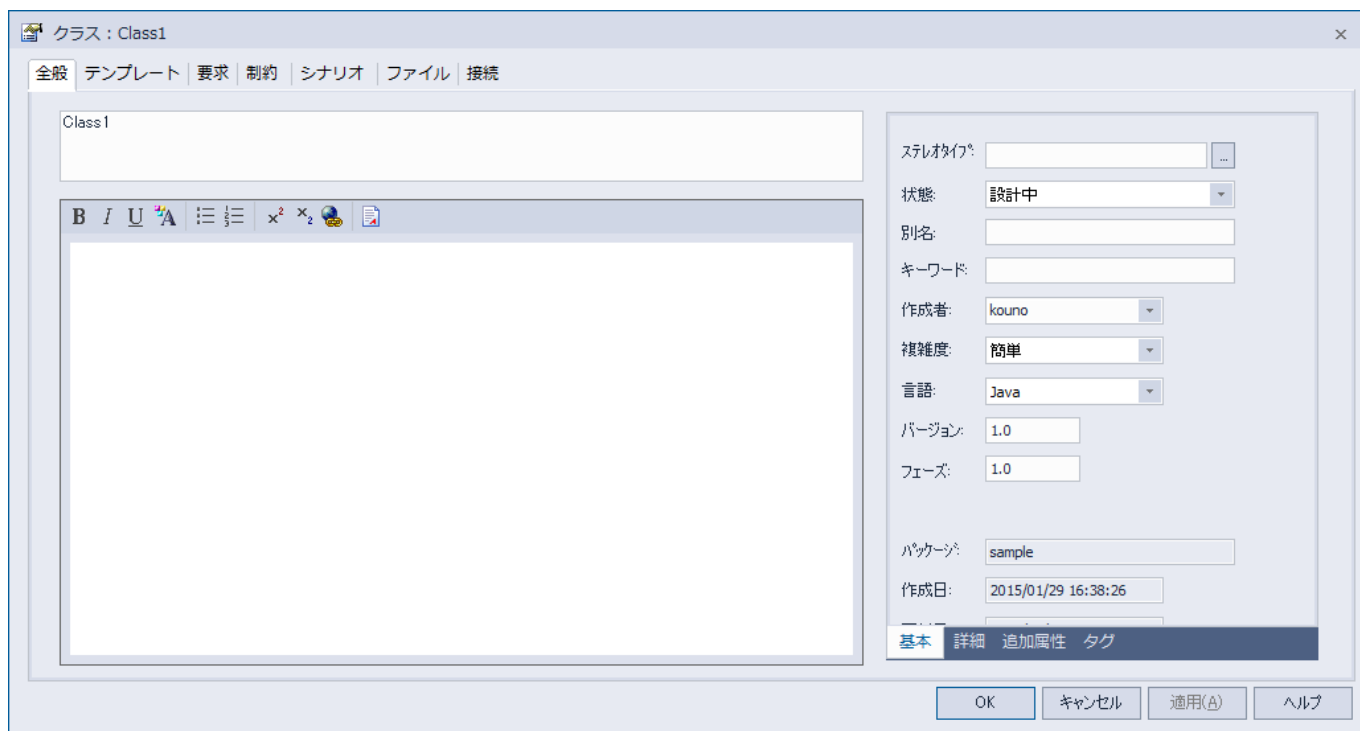 クラス : Class1
全般 テンプレート 要求 制約 シナリオ ファイル 接続
Class1
B I U A x² x₂
ステレオタイプ: ...
状態: 設計中
別名:
キーワード:
作成者: kouno
複雑度: 簡単
言語: Java
バージョン: 1.0
フェーズ: 1.0
パッケージ: sample
作成日: 2015/01/29 16:38:26
基本 詳細 追加属性 タグ
OK キャンセル 適用(A) ヘルプ